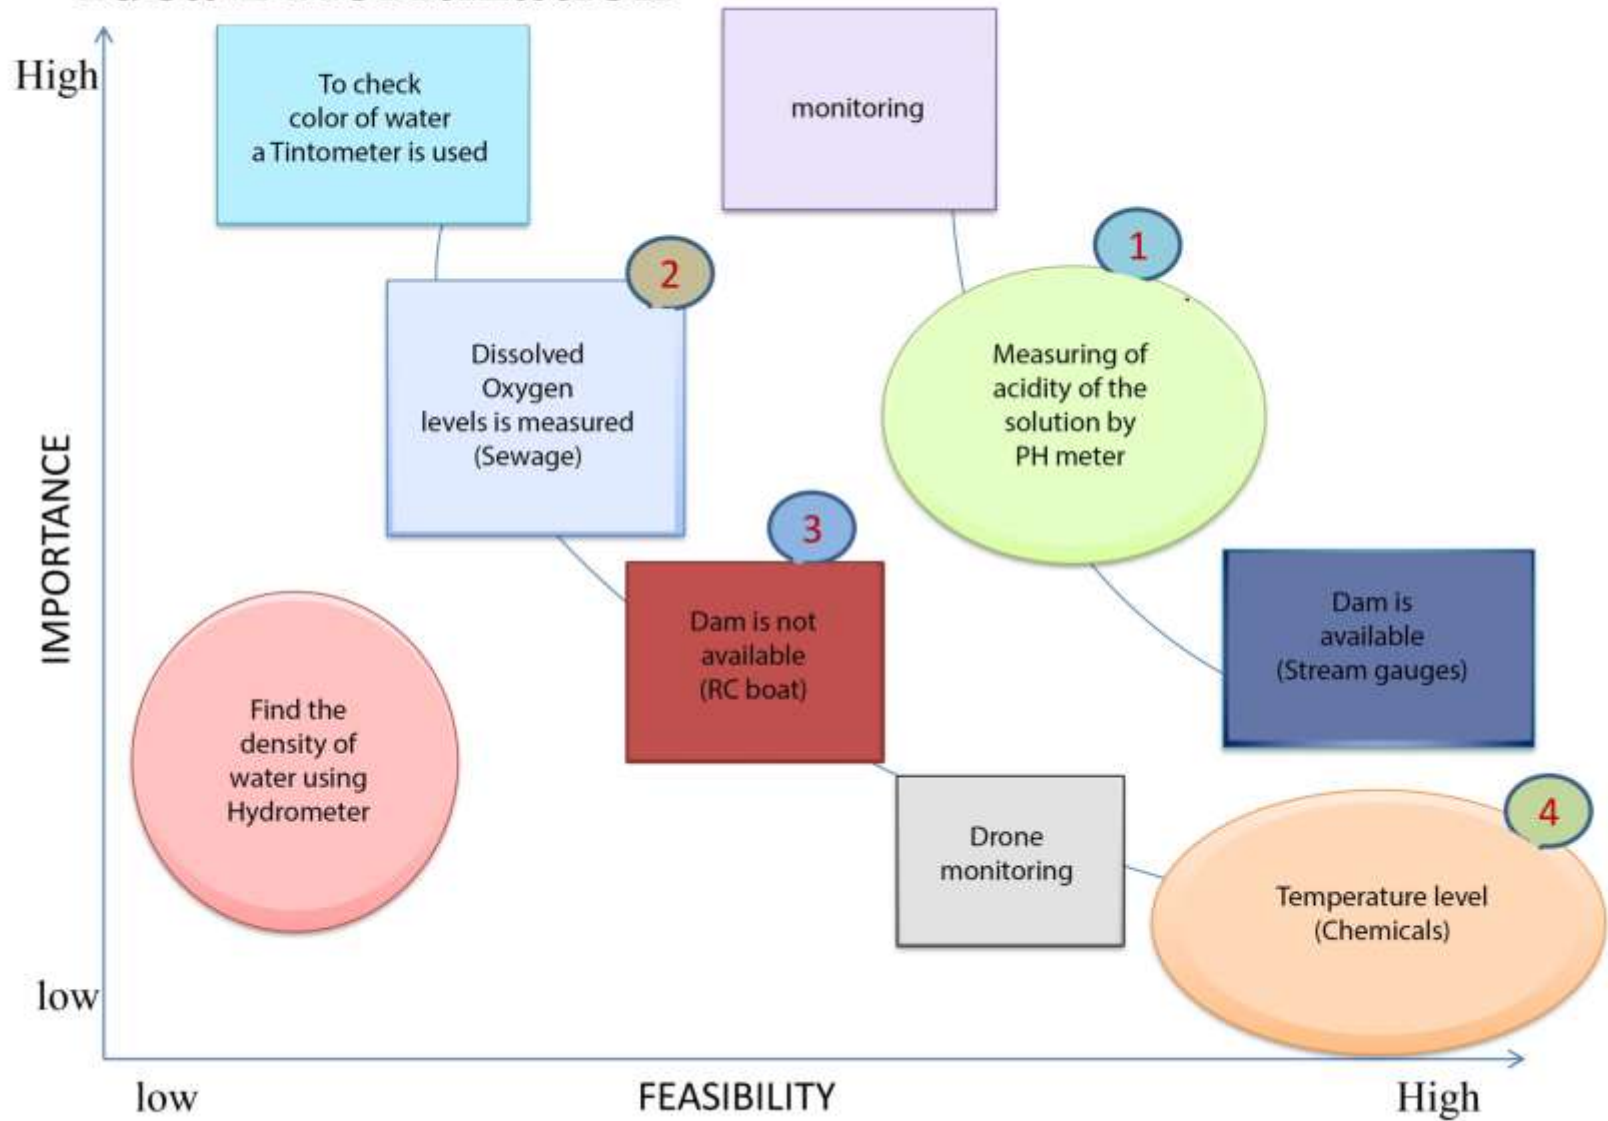 High
To check
color of water
a Tintometer is used
monitoring
1
2
Dissolved
Oxygen
levels is measured
(Sewage)
Measuring of
acidity of the
solution by
PH meter
3
IMPORTANCE
Dam is not
available
(RC boat)
Dam is
available
(Stream gauges)
Find the
density of
water using
Hydrometer
4
Drone
monitoring
Temperature level
(Chemicals)
low
low
FEASIBILITY
High